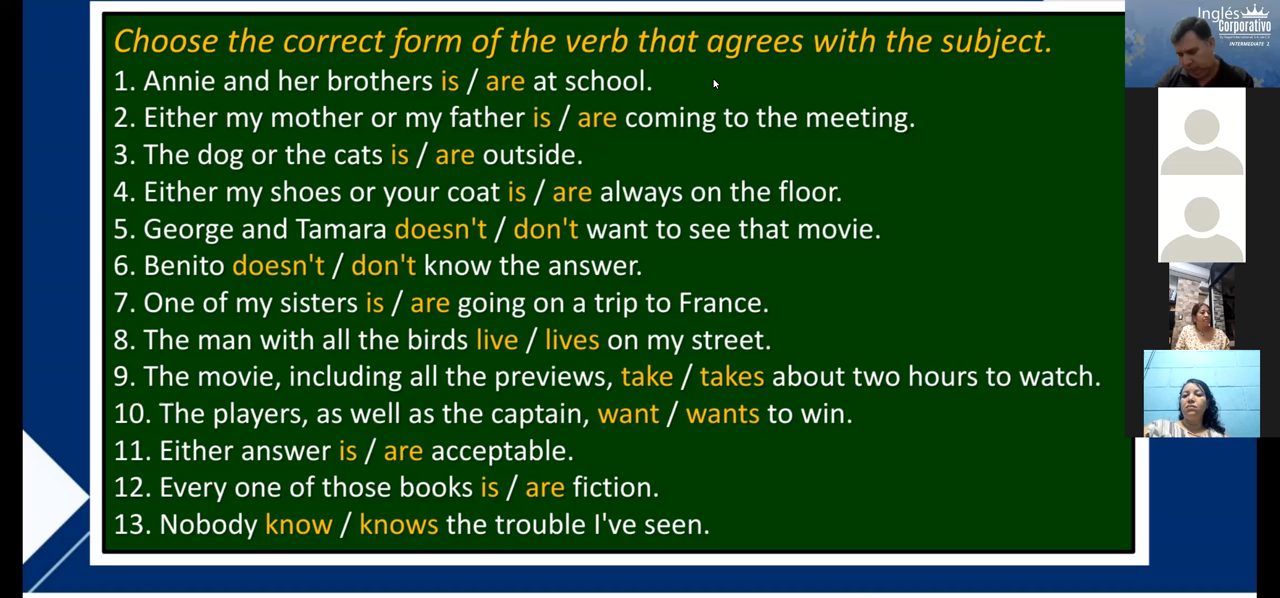 Choose the correct form of the verb that agrees with the subject.
1. Annie and her brothers is / are at school.
2. Either my mother or my father is / are coming to the meeting.
3. The dog or the cats is / are outside.
4. Either my shoes or your coat is / are always on the floor.
5. George and Tamara doesn't / don't want to see that movie.
6. Benito doesn't / don't know the answer.
7. One of my sisters is / are going on a trip to France.
8. The man with all the birds live / lives on my street.
9. The movie, including all the previews, take / takes about two hours to watch.
10. The players, as well as the captain, want / wants to win.
11. Either answer is / are acceptable.
12. Every one of those books is / are fiction.
13. Nobody know / knows the trouble I've seen.
Inglés
Corporativo
INTERMEDIATE 2